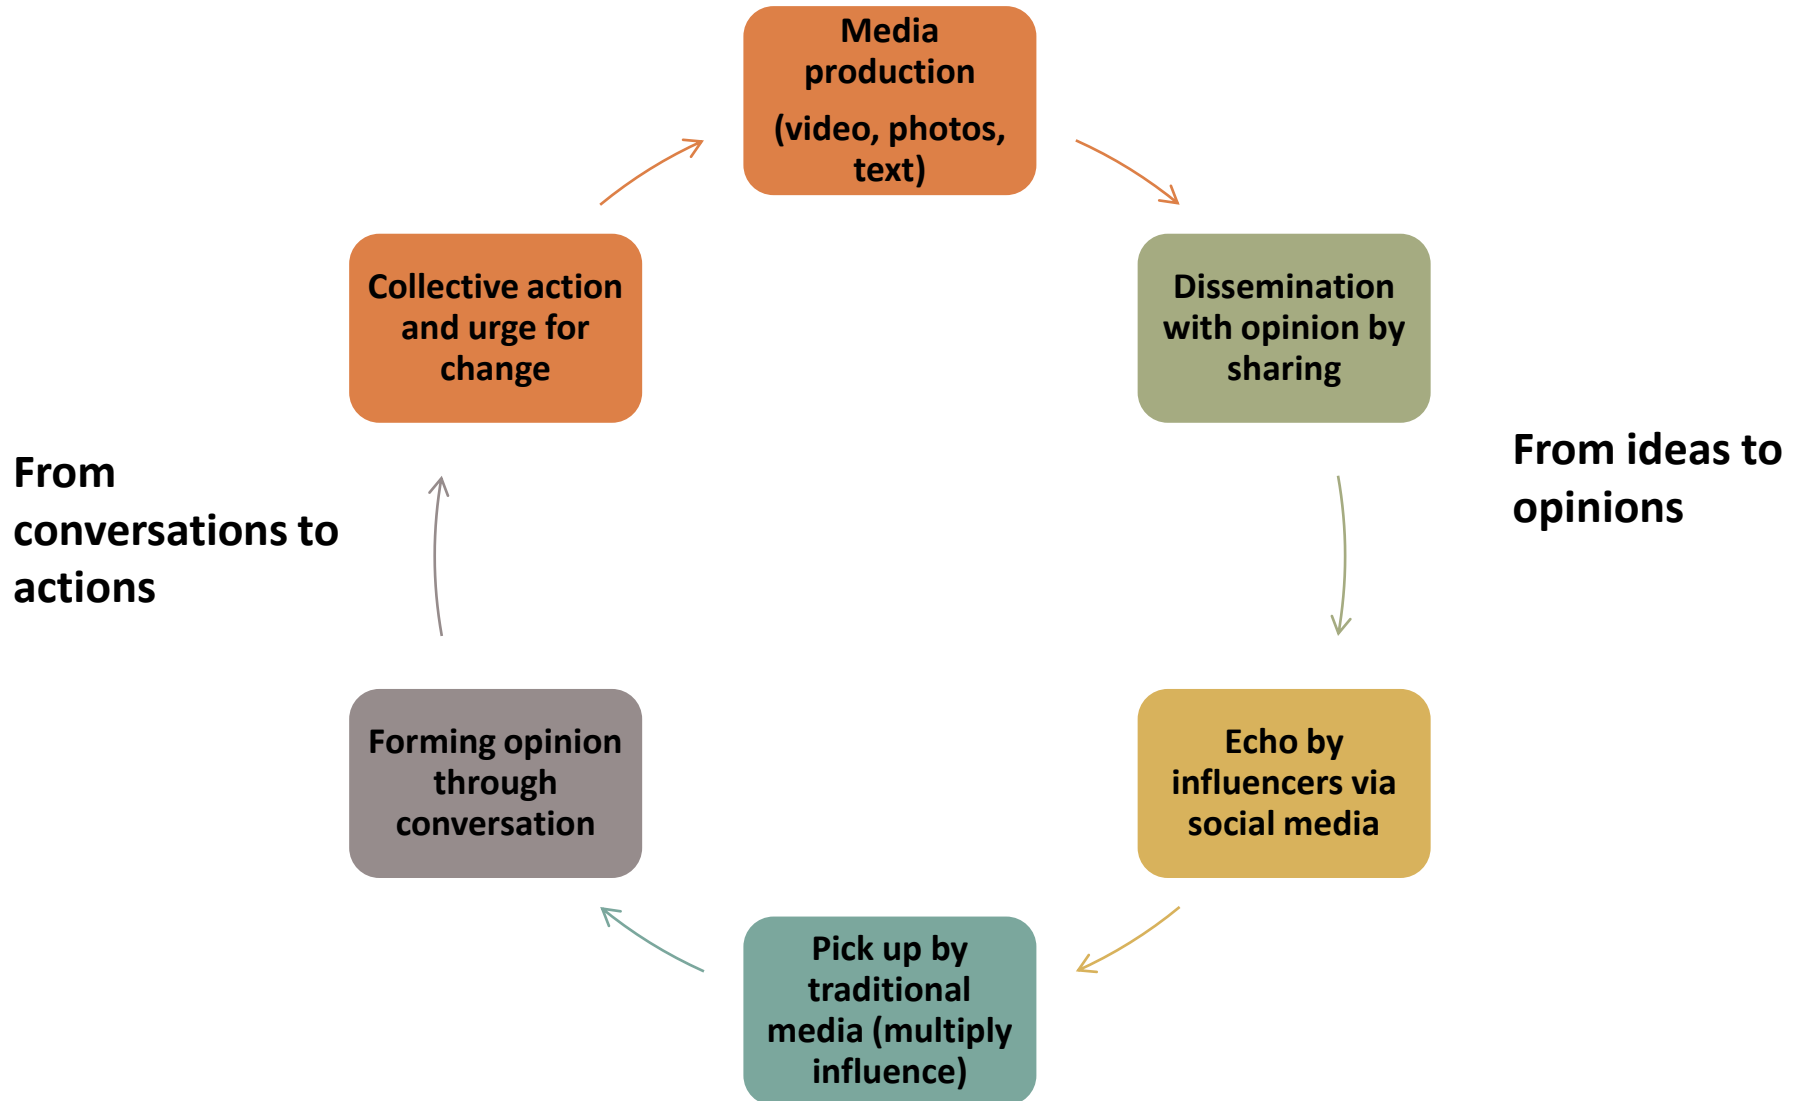 Media
production
(video, photos,
text)
Collective action
and urge for
change
Dissemination
with opinion by
sharing
From
conversations to
actions
From ideas to
opinions
Forming opinion
through
conversation
Echo by
influencers via
social media
Pick up by
traditional
media (multiply
influence)